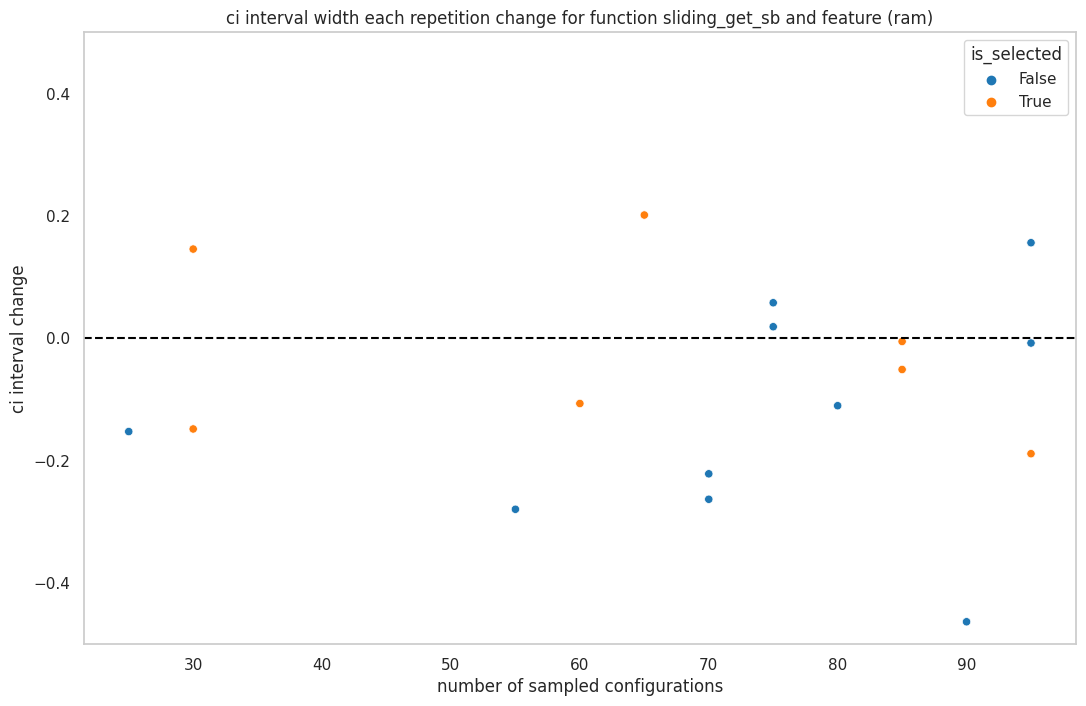 ci interval width each repetition change for function sliding_get_sb and feature (ram)
is_selected
False
True
ci interval change
0.4
0.2
0.0
−0.2
−0.4
30 40 50 60 70 80 90
number of sampled configurations